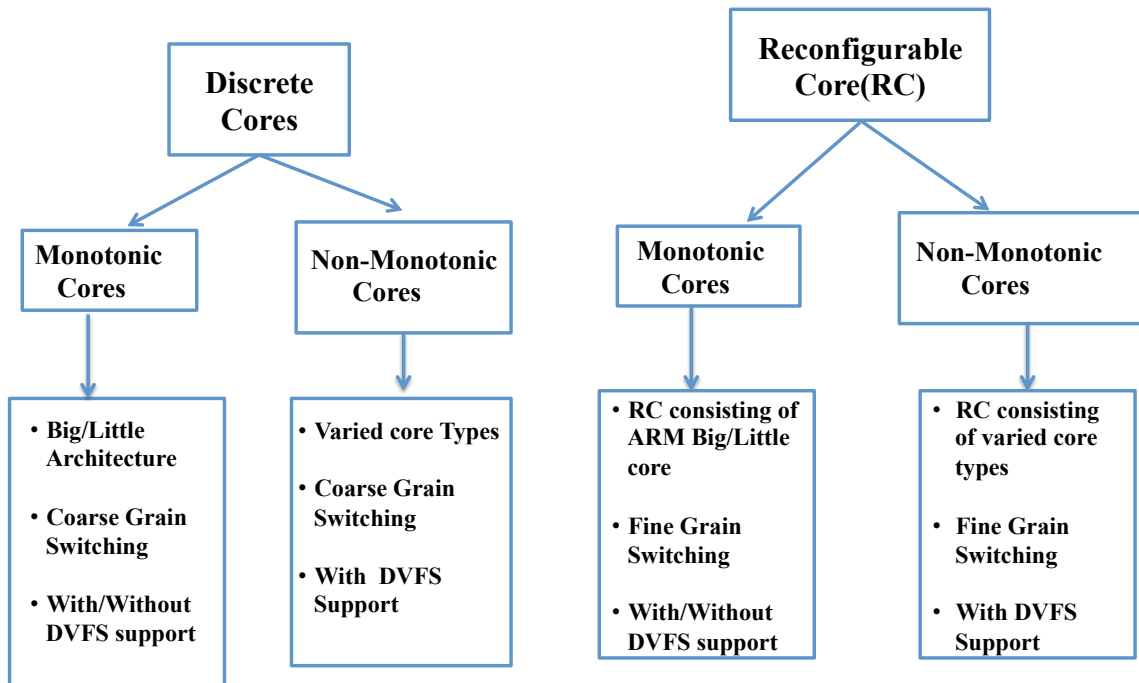 Discrete
Cores
Reconfigurable
Core(RC)
Monotonic
Cores
Non-Monotonic
Cores
Monotonic
Cores
Non-Monotonic
Cores
• Big/Little
Architecture
• Coarse Grain
Switching
• With/Without
DVFS support
• Varied core Types
• Coarse Grain
Switching
• With DVFS
Support
• RC consisting of
ARM Big/Little
core
• Fine Grain
Switching
• With/Without
DVFS support
• RC consisting
of varied core
types
• Fine Grain
Switching
• With DVFS
Support